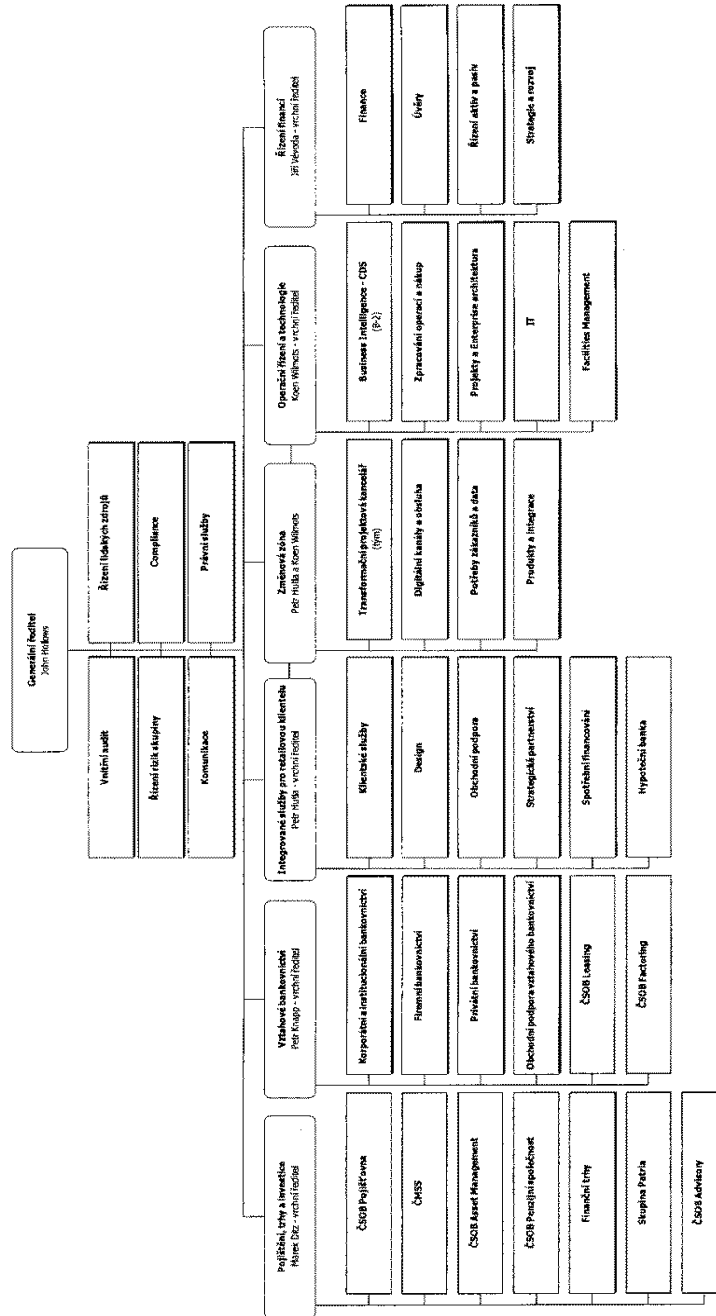 Generální ředitel
John Hollows
Vnitřní audit
Řízení lidských zdrojů
Řízení rizik skupiny
Compliance
Komunikace
Právní služby
Pojištění, trhy a investice
Marek Ditz - vrchní ředitel
ČSOB Pojišťovna
ČMSS
ČSOB Asset Management
ČSOB Penzijní společnost
Finanční trhy
Skupina Patria
ČSOB Advisory
Vztahové bankovnictví
Petr Knapp - vrchní ředitel
Korporátní a institucionální bankovnictví
Firemní bankovnictví
Privátní bankovnictví
Obchodní podpora vztahového bankovnictví
ČSOB Leasing
ČSOB Factoring
Integrované služby pro retailovou klientelu
Petr Hutla - vrchní ředitel
Klientské služby
Design
Obchodní podpora
Strategická partnerství
Spotřební financování
Hypoteční banka
Změnová zóna
Petr Hutla a Koen Wilmots
Transformační projektová kancelář
(tým)
Digitální kanály a obsluha
Potřeby zákazníků a data
Produkty a integrace
Operační řízení a technologie
Koen Wilmots - vrchní ředitel
Business Intelligence - CDS
(B-2)
Zpracování operací a nákup
Projekty a Enterprise architektura
IT
Facilities Management
Řízení financí
Jiří Vévoda - vrchní ředitel
Finance
Úvěry
Řízení aktiv a pasiv
Strategie a rozvoj